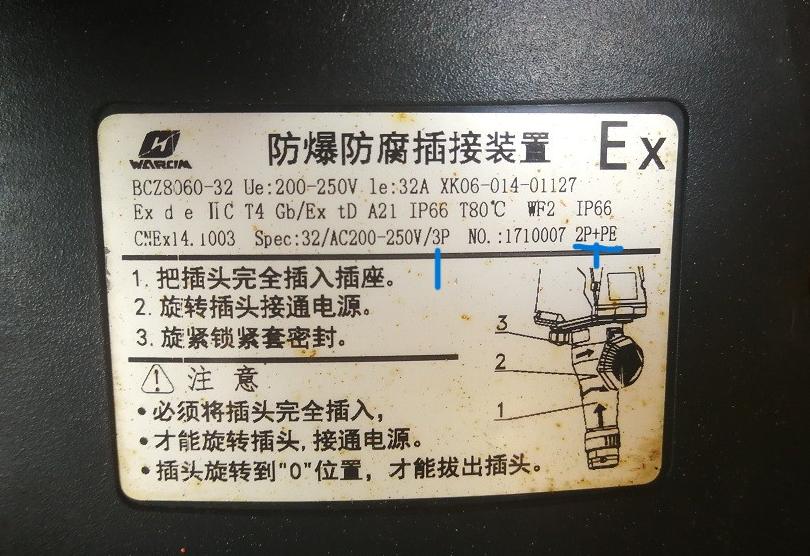 WAROM
防爆防腐插接装置
Ex
BCZ8060-32 Ue:200-250V le:32A XK06-014-01127
Ex d e IIC T4 Gb/Ex tD A21 IP66 T80℃ WF2 IP66
CNEx14.1003 Spec:32/AC200-250V/3P NO.:1710007 2P+PE
1. 把插头完全插入插座。
2. 旋转插头接通电源。
3. 旋紧锁紧套密封。
3
2
1
注意
•必须将插头完全插入,
•才能旋转插头,接通电源。
•插头旋转到"0"位置，才能拔出插头。